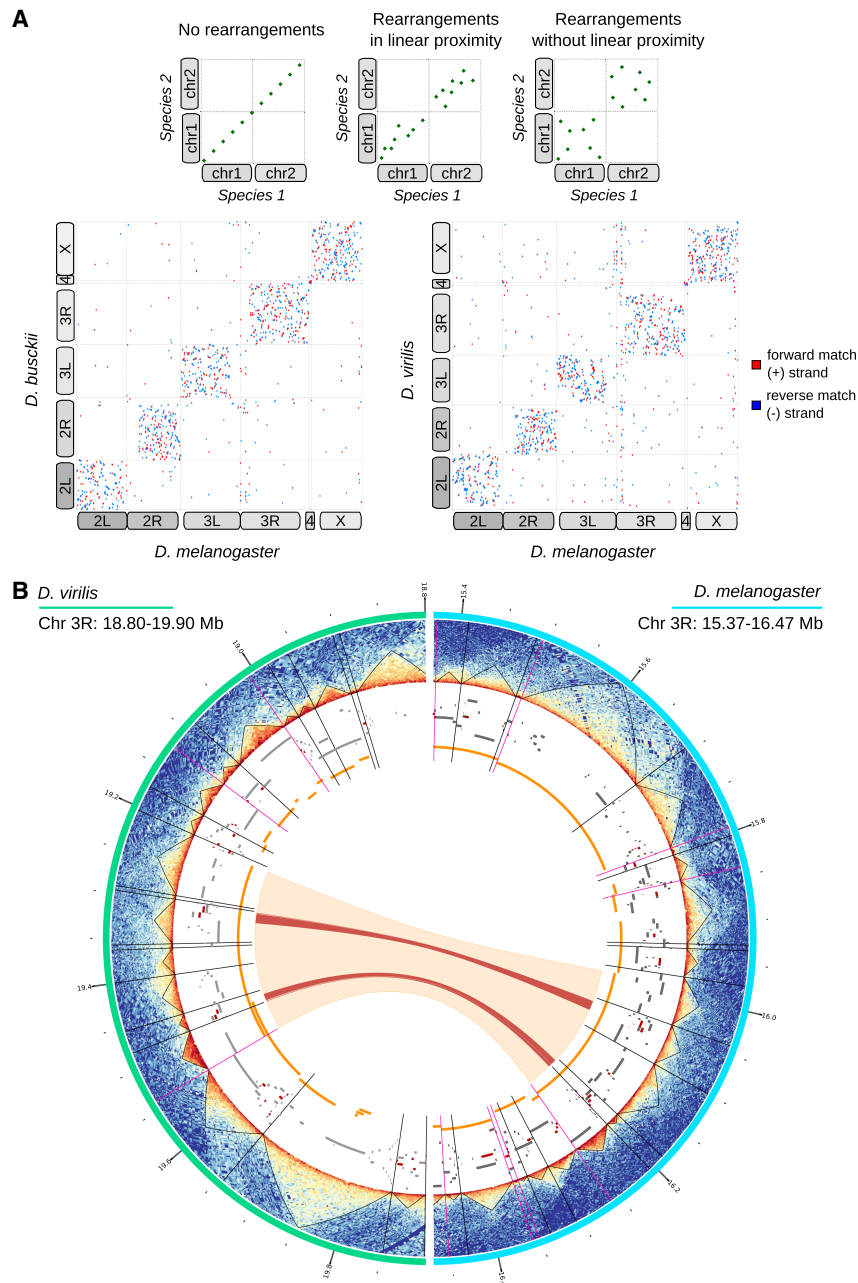 A
No rearrangements
Rearrangements
in linear proximity
Rearrangements
without linear proximity
Species 2
chr2
chr1
chr1 chr2
Species 1
Species 2
chr2
chr1
chr1 chr2
Species 1
Species 2
chr2
chr1
chr1 chr2
Species 1
D. busckii
X
4
3R
3L
2R
2L
2L 2R 3L 3R 4 X
D. melanogaster
D. virilis
X
4
3R
3L
2R
2L
2L 2R 3L 3R 4 X
D. melanogaster
forward match
(+) strand
reverse match
(-) strand
B
D. virilis
Chr 3R: 18.80-19.90 Mb
D. melanogaster
Chr 3R: 15.37-16.47 Mb
18.8
19.0
19.2
19.4
19.6
19.8
15.4
15.6
15.8
16.0
16.2
16.